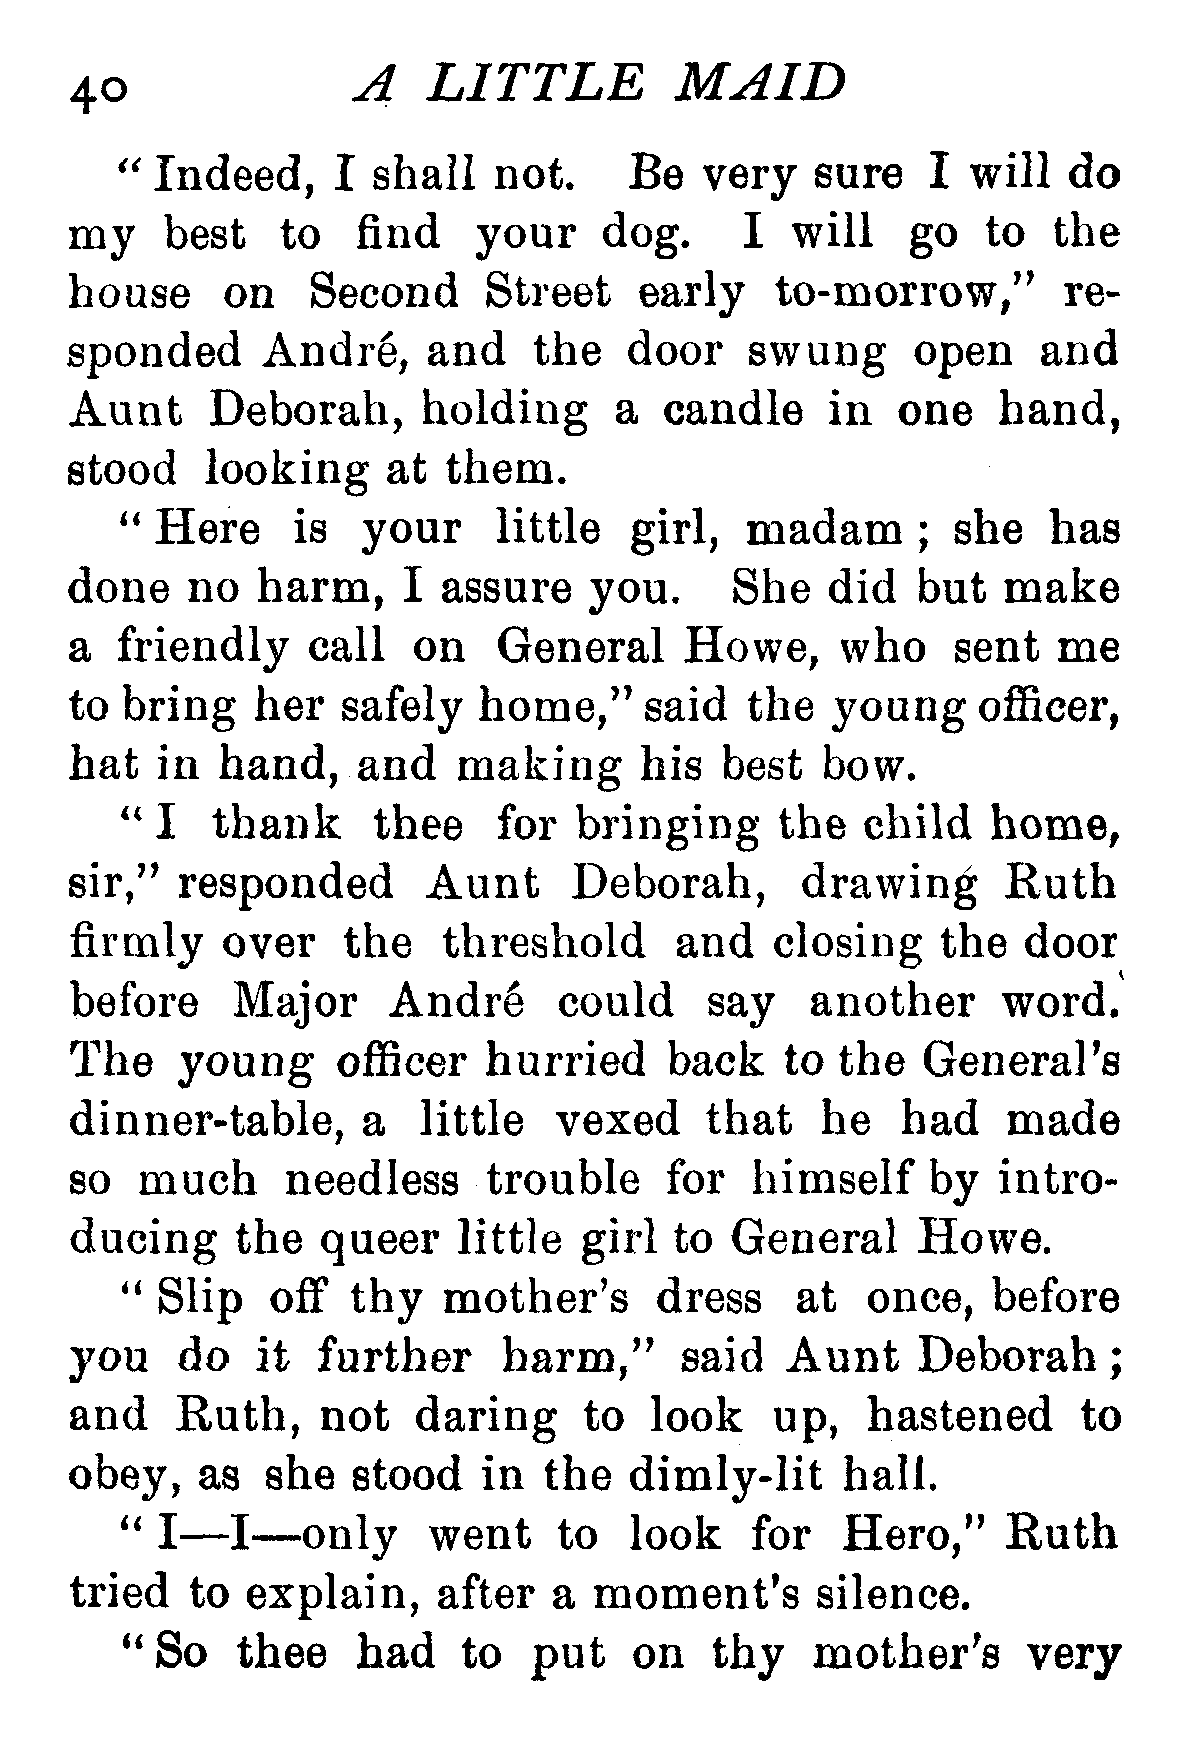 40 A LITTLE MAID
“ Indeed, I shall not. Be very sure I will do
my best to find your dog. I will go to the
house on Second Street early to-morrow,” re-
sponded André, and the door swung open and
Aunt Deborah, holding a candle in one hand,
stood looking at them.
“ Here is your little girl, madam ; she has
done no harm, I assure you. She did but make
a friendly call on General Howe, who sent me
to bring her safely home,” said the young officer,
hat in hand, and making his best bow.
“ I thank thee for bringing the child home,
sir,” responded Aunt Deborah, drawing Ruth
firmly over the threshold and closing the door
before Major André could say another word.
The young officer hurried back to the General’s
dinner-table, a little vexed that he had made
so much needless trouble for himself by intro-
ducing the queer little girl to General Howe.
“ Slip off thy mother’s dress at once, before
you do it further harm,” said Aunt Deborah ;
and Ruth, not daring to look up, hastened to
obey, as she stood in the dimly-lit hall.
“ I—I—only went to look for Hero,” Ruth
tried to explain, after a moment’s silence.
“ So thee had to put on thy mother’s very